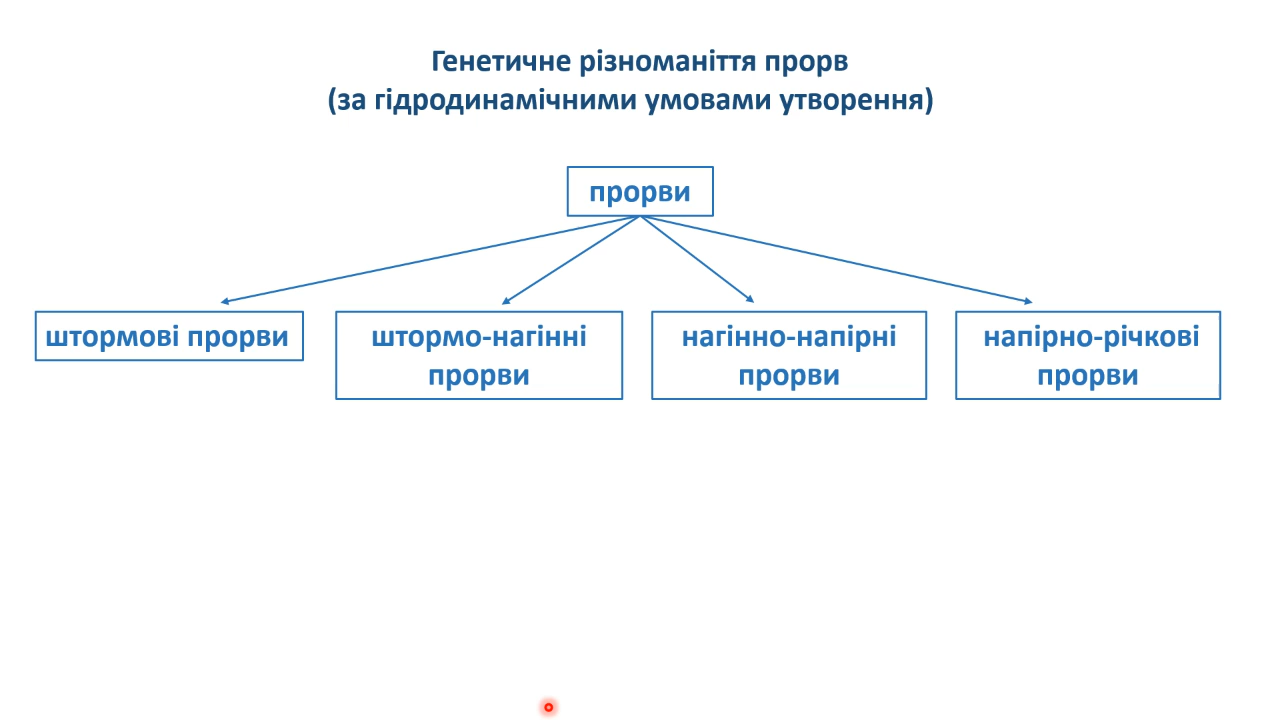 Генетичне різноманіття прорв
(за гідродинамічними умовами утворення)
прорви
штормові прорви
штормо-нагінні
прорви
нагінно-напірні
прорви
напірно-річкові
прорви